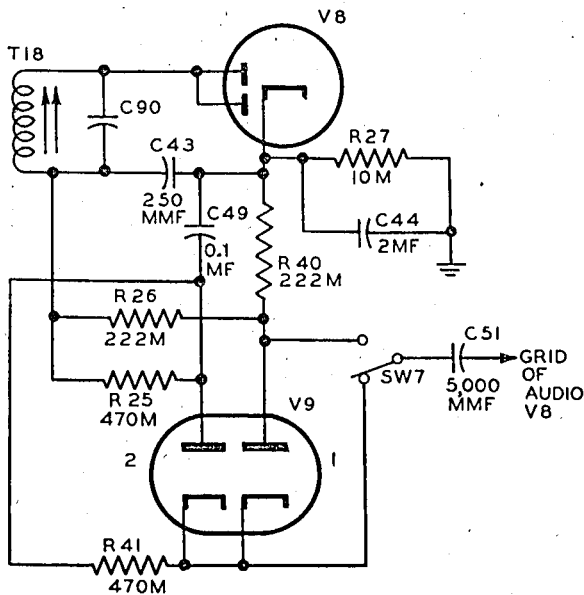 V8
T18
C90
R27
10M
C43
250
MMF
C49
0.1
MF
C44
2MF
R40
222M
R26
222M
R25
470M
C51
5,000
MMF
GRID
OF
AUDIO
V8
SW7
V9
2
1
R41
470M